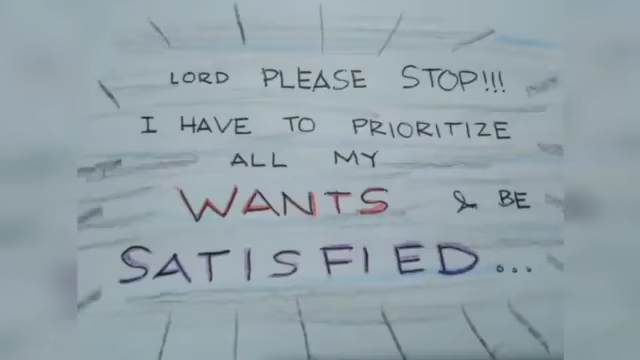 LORD PLEASE STOP!!!
I HAVE TO PRIORITIZE
ALL MY
WANTS & BE
SATISFIED...